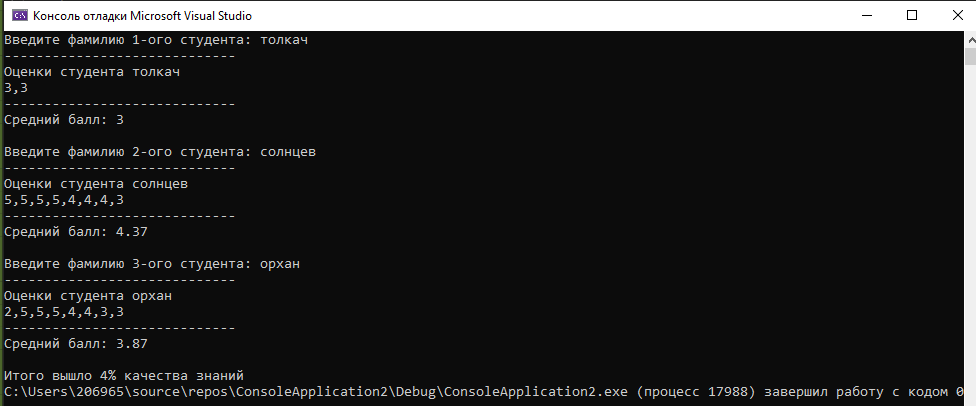 Консоль отладки Microsoft Visual Studio
Введите фамилию 1-ого студента: толкач
-----------------------------
Оценки студента толкач
3,3
-----------------------------
Средний балл: 3
Введите фамилию 2-ого студента: солнцев
-----------------------------
Оценки студента солнцев
5,5,5,5,4,4,4,3
-----------------------------
Средний балл: 4.37
Введите фамилию 3-ого студента: орхан
-----------------------------
Оценки студента орхан
2,5,5,5,4,4,3,3
-----------------------------
Средний балл: 3.87
Итого вышло 4% качества знаний
C:\Users\206965\source\repos\ConsoleApplication2\Debug\ConsoleApplication2.exe (процесс 17988) завершил работу с кодом 0